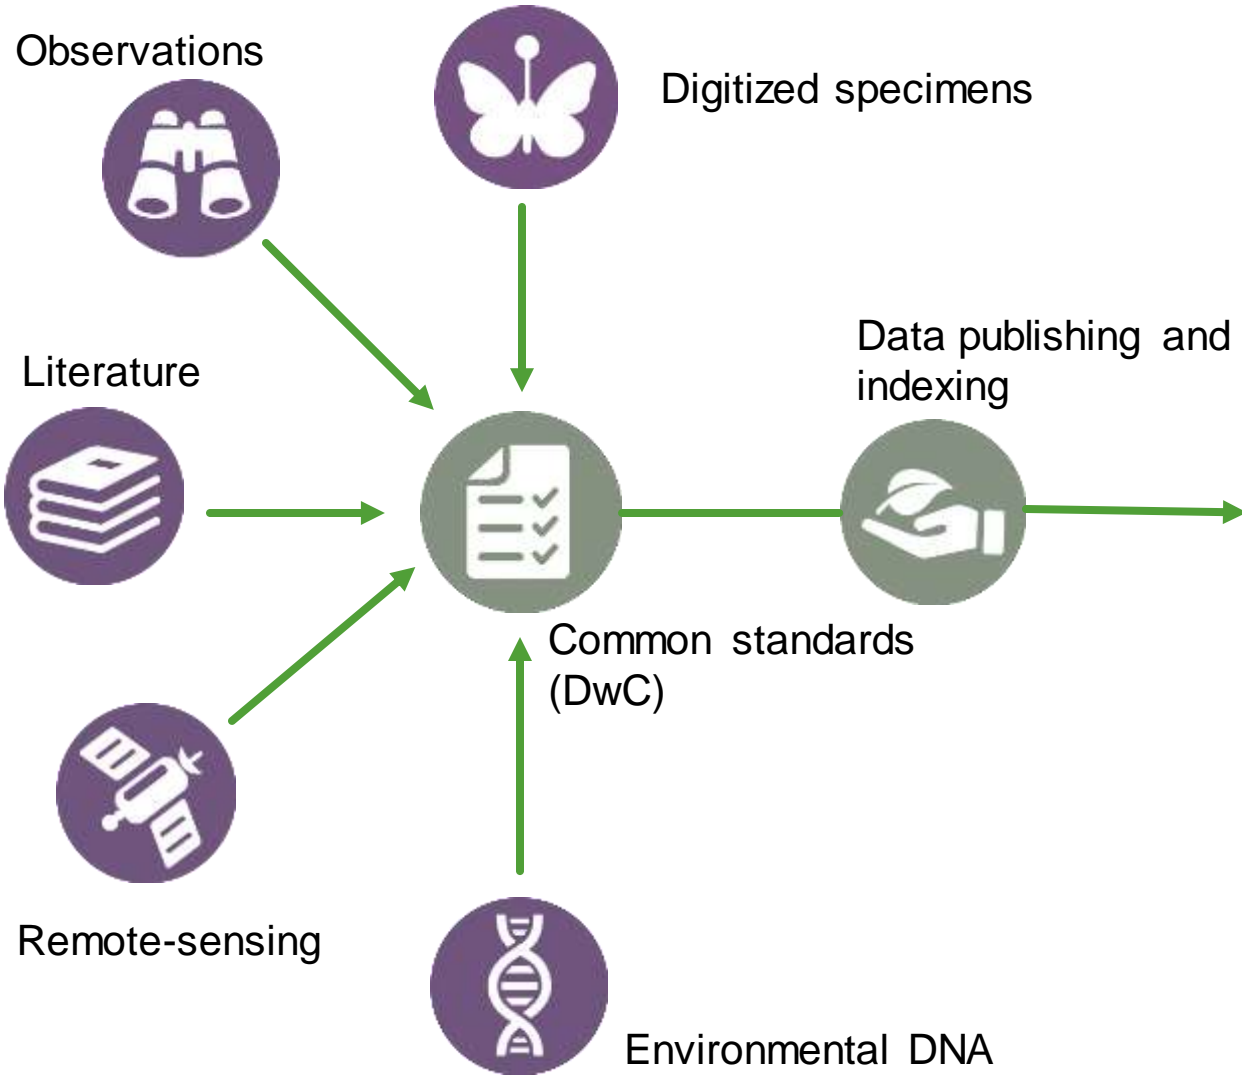 Observations
Digitized specimens
Data publishing and
indexing
Literature
Common standards
(DwC)
Remote-sensing
Environmental DNA